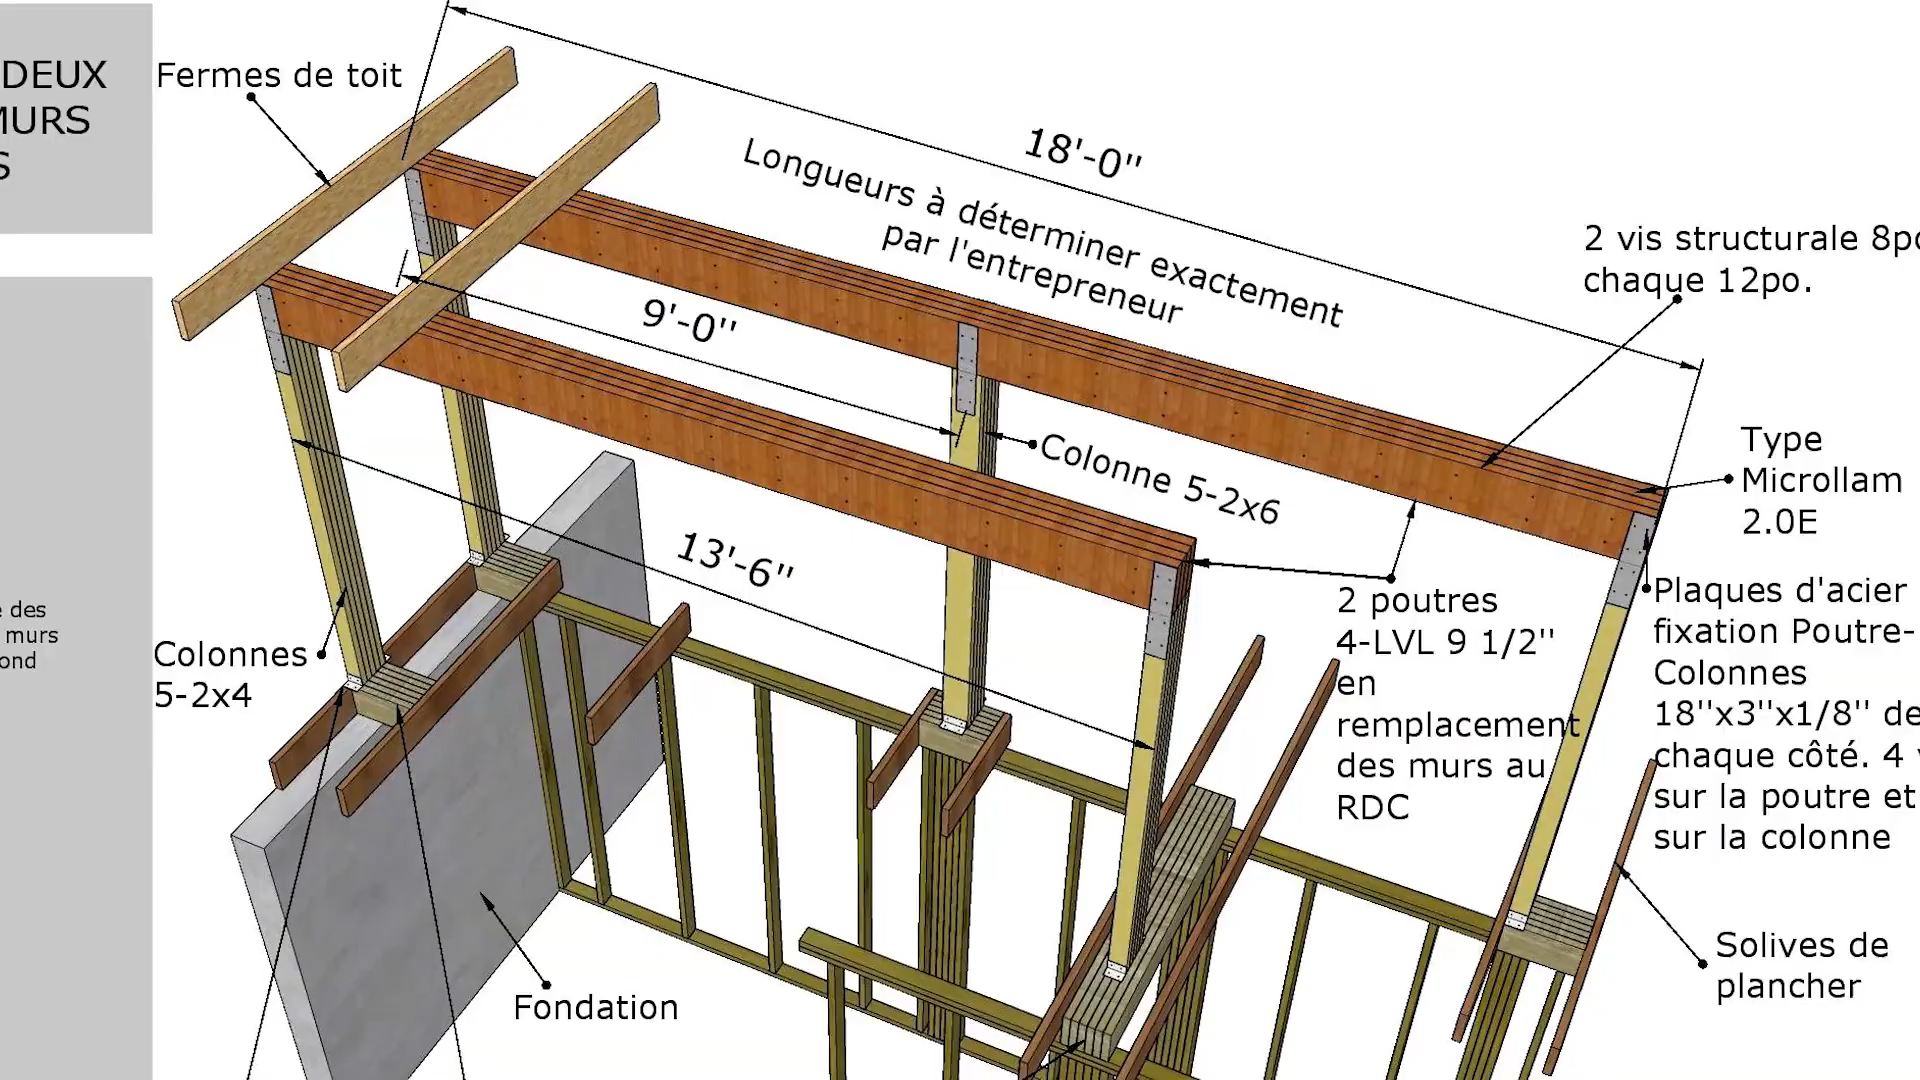 DEUX
MURS
S
e des
murs
ond
Fermes de toit
18'-0"
Longueurs à déterminer exactement
par l'entrepreneur
9'-0"
2 vis structurale 8po
chaque 12po.
Type
Microllam
2.0E
Colonne 5-2x6
13'-6"
2 poutres
4-LVL 9 1/2"
en
remplacement
des murs au
RDC
Plaques d'acier
fixation Poutre-
Colonnes
18"x3"x1/8" de
chaque côté. 4
sur la poutre et
sur la colonne
Colonnes
5-2x4
Fondation
Solives de
plancher